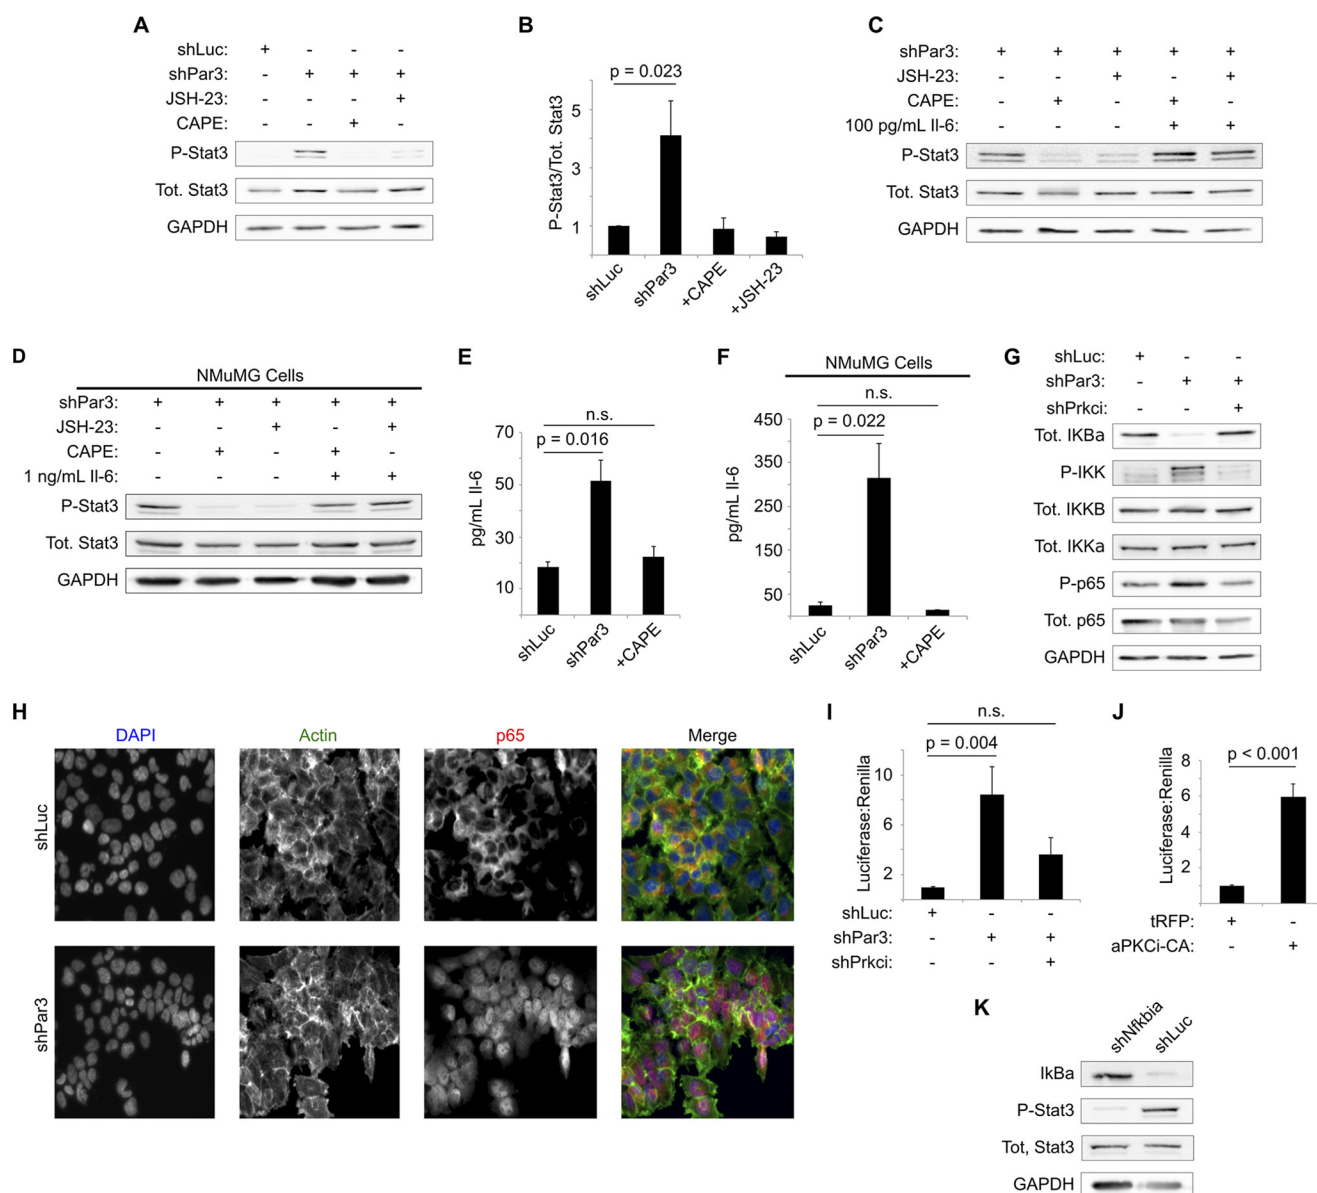 A
shLuc: + - - -
shPar3: - + + +
JSH-23: - - - +
CAPE: - - + -
P-Stat3
Tot. Stat3
GAPDH
B
p = 0.023
P-Stat3/Tot. Stat3
5
3
1
shLuc
shPar3
+CAPE
+JSH-23
C
shPar3: + + + + +
JSH-23: - - + - +
CAPE: - + - + -
100 pg/mL Il-6: - - - + +
P-Stat3
Tot. Stat3
GAPDH
D
NMuMG Cells
shPar3: + + + + +
JSH-23: - - + - +
CAPE: - + - + -
1 ng/mL Il-6: - - - + +
P-Stat3
Tot. Stat3
GAPDH
E
n.s.
p = 0.016
pg/mL Il-6
70
50
30
10
shLuc
shPar3
+CAPE
F
NMuMG Cells
n.s.
p = 0.022
pg/mL Il-6
450
350
250
150
50
shLuc
shPar3
+CAPE
G
shLuc: + - -
shPar3: - + +
shPrkci: - - +
Tot. IKBa
P-IKK
Tot. IKKB
Tot. IKKa
P-p65
Tot. p65
GAPDH
H
DAPI
Actin
p65
Merge
shLuc
shPar3
I
n.s.
p = 0.004
Luciferase:Renilla
10
6
2
shLuc: + - -
shPar3: - + +
shPrkci: - - +
J
p < 0.001
Luciferase:Renilla
8
6
4
2
tRFP: + -
aPKCi-CA: - +
K
shNfkbia
shLuc
IkBa
P-Stat3
Tot, Stat3
GAPDH